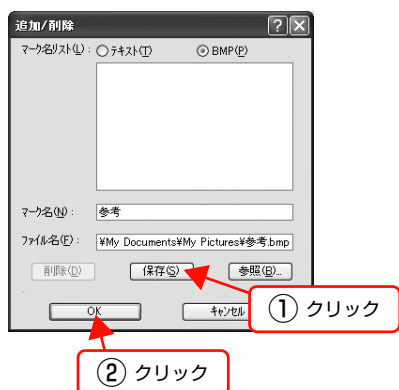 追加/削除
マーク名リスト(L): テキスト(T) BMP(P)
マーク名(N): 参考
ファイル名(F): ¥My Documents¥My Pictures¥参考.bmp
削除(D) 保存(S) 参照(B)...
OK キャンセル
① クリック
② クリック